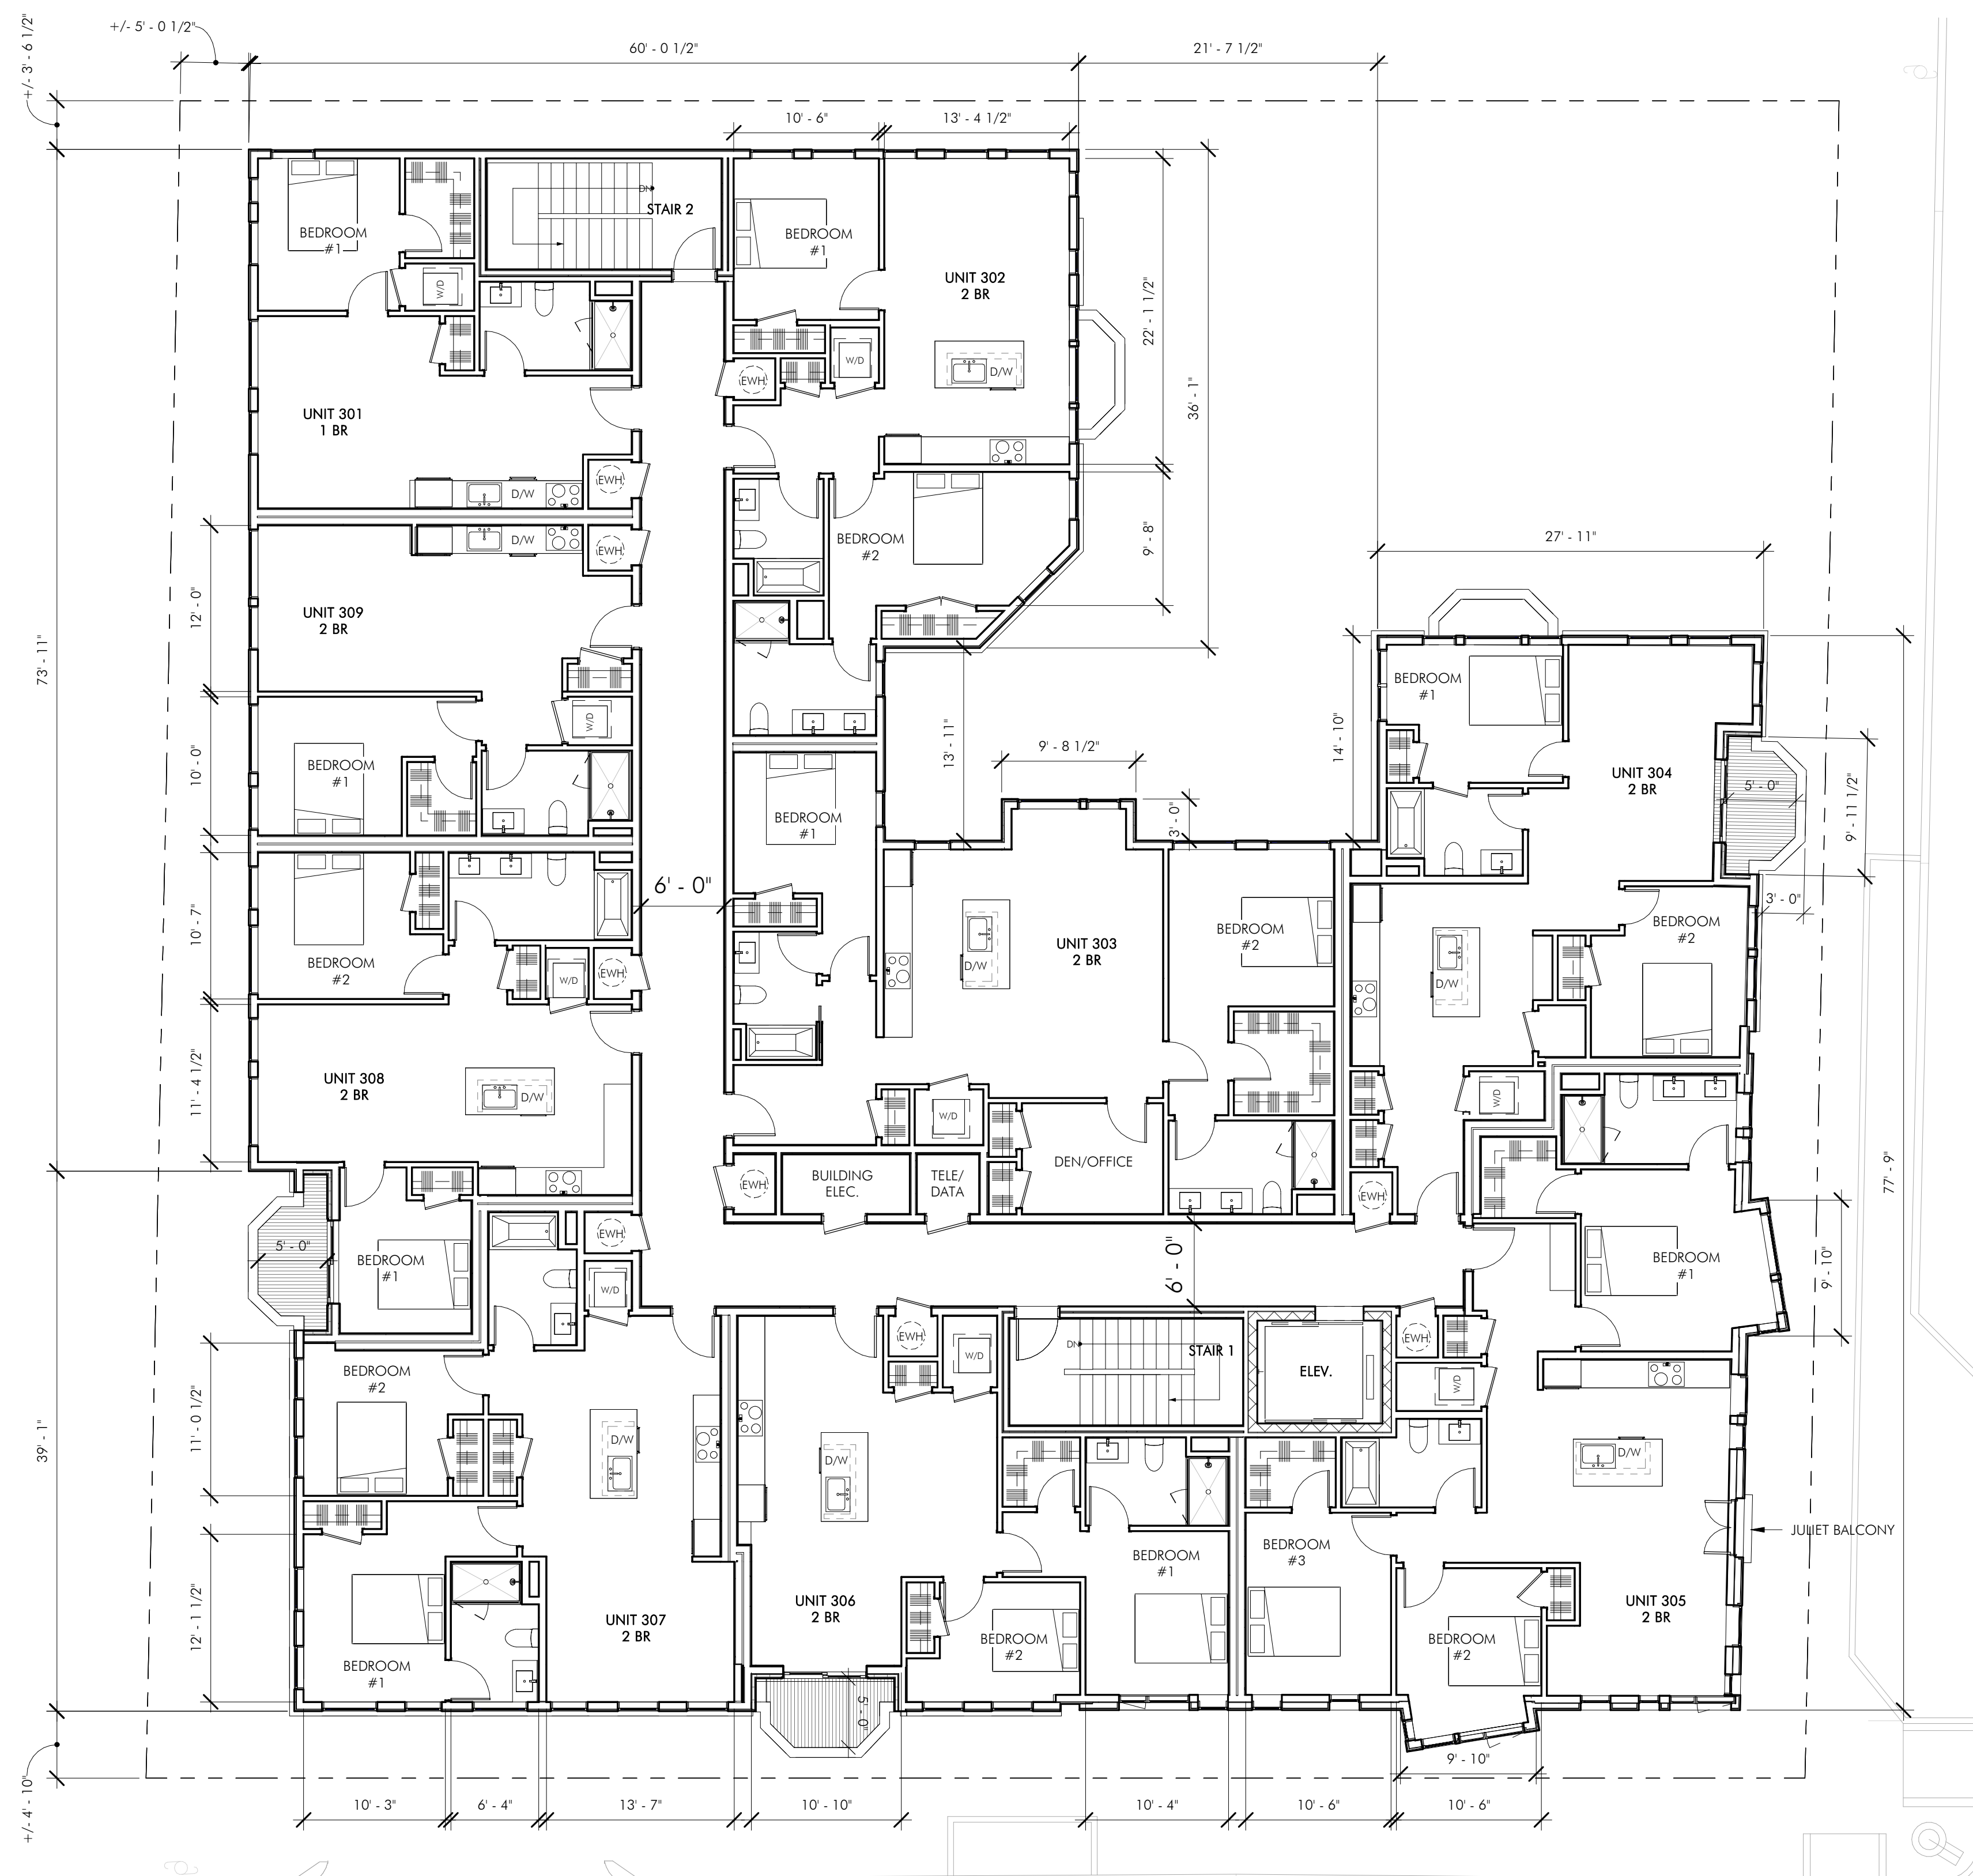 +/- 3' - 6 1/2"
+/- 5' - 0 1/2"
60' - 0 1/2"
21' - 7 1/2"
10' - 6"
13' - 4 1/2"
BEDROOM
#1
W/D
DN
STAIR 2
BEDROOM
#1
UNIT 302
2 BR
22' - 1 1/2"
36' - 1"
W/D
EWH
D/W
UNIT 301
1 BR
D/W
EWH
D/W
EWH
BEDROOM
#2
9' - 8"
27' - 11"
12' - 0"
UNIT 309
2 BR
73' - 11"
W/D
10' - 0"
BEDROOM
#1
13' - 11"
9' - 8 1/2"
3' - 0"
14' - 10"
BEDROOM
#1
UNIT 304
2 BR
5' - 0"
9' - 11 1/2"
3' - 0"
BEDROOM
#1
6' - 0"
10' - 7"
BEDROOM
#2
W/D
EWH
D/W
UNIT 303
2 BR
BEDROOM
#2
D/W
BEDROOM
#2
11' - 4 1/2"
UNIT 308
2 BR
D/W
W/D
W/D
DEN/OFFICE
EWH
BUILDING
ELEC.
TELE/
DATA
EWH
77' - 9"
5' - 0"
BEDROOM
#1
EWH
W/D
6' - 0"
BEDROOM
#1
9' - 10"
39' - 1"
11' - 0 1/2"
BEDROOM
#2
D/W
EWH
W/D
D/W
DN
STAIR 1
ELEV.
EWH
W/D
D/W
JULIET BALCONY
12' - 1 1/2"
BEDROOM
#1
UNIT 307
2 BR
UNIT 306
2 BR
BEDROOM
#2
BEDROOM
#1
BEDROOM
#3
BEDROOM
#2
UNIT 305
2 BR
5' - 0"
9' - 10"
+/- 4' - 10"
10' - 3"
6' - 4"
13' - 7"
10' - 10"
10' - 4"
10' - 6"
10' - 6"